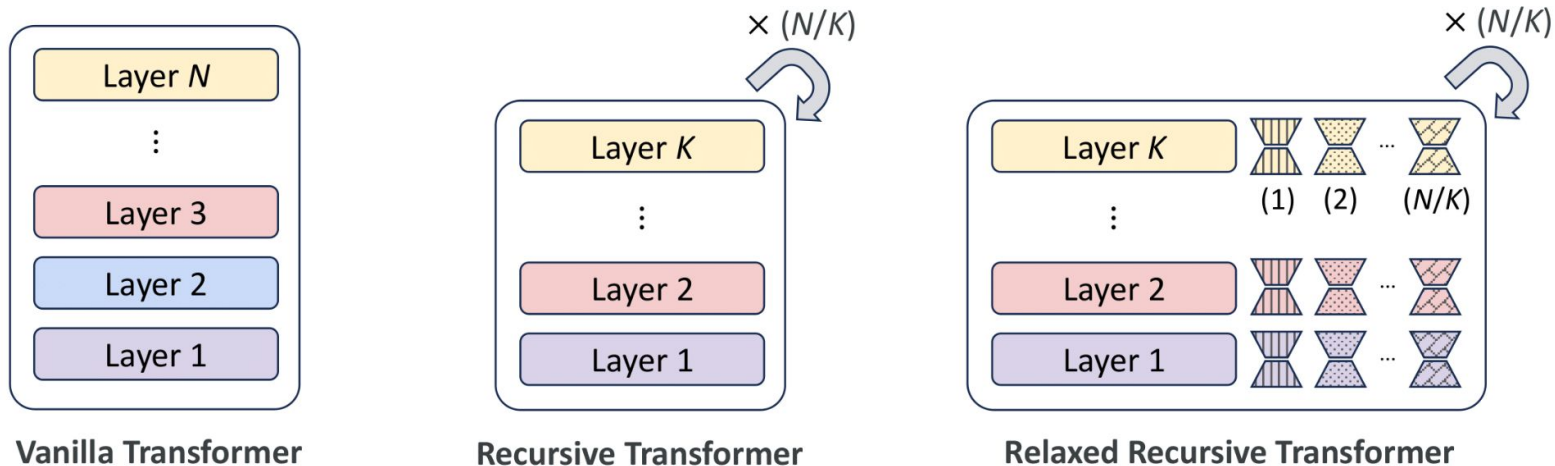 Layer N
⋮
Layer 3
Layer 2
Layer 1
Vanilla Transformer
× (N/K)
Layer K
⋮
Layer 2
Layer 1
Recursive Transformer
× (N/K)
Layer K ...
(1) (2) (N/K)
⋮
Layer 2 ...
Layer 1 ...
Relaxed Recursive Transformer